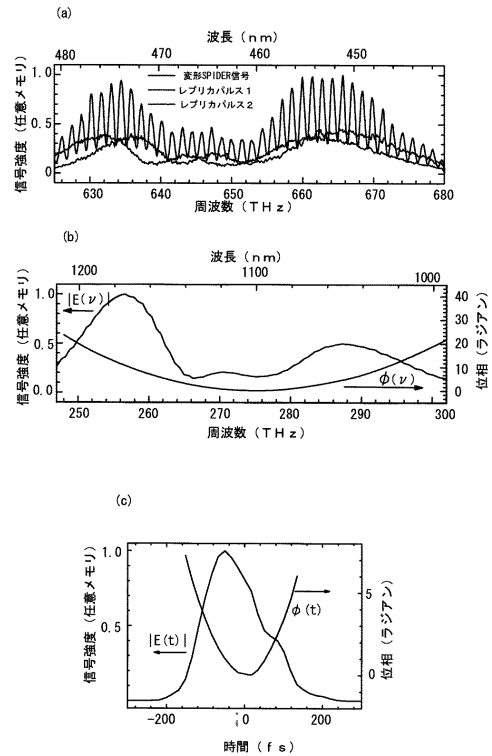 (a)
波長 (nm)
480 470 460 450
変形SPIDER信号
レプリカパルス1
レプリカパルス2
信号強度 (任意メモリ)
1.0
0.5
0
630 640 650 660 670 680
周波数 (THz)
(b)
波長 (nm)
1200 1100 1000
|E(ν)|
φ(ν)
信号強度 (任意メモリ)
1.0
0.5
0.0
位相 (ラジアン)
40
30
20
10
0
250 260 270 280 290 300
周波数 (THz)
(c)
信号強度 (任意メモリ)
1.0
0.5
|E(t)|
φ(t)
位相 (ラジアン)
5
0
-200 0 200
時間 (fs)